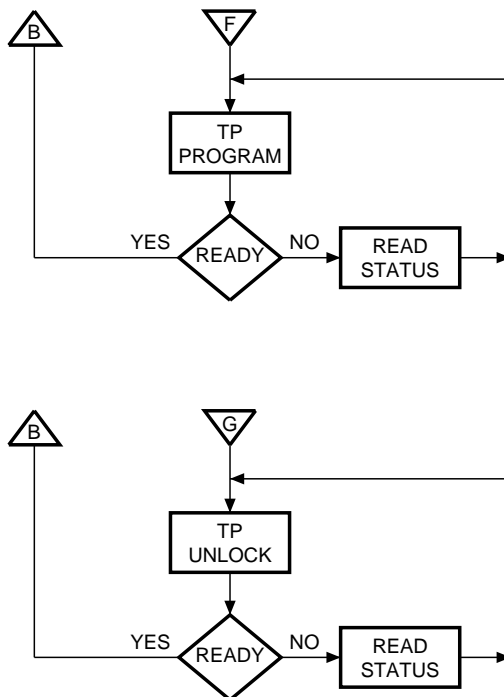 B
F
TP
PROGRAM
YES
READY
NO
READ
STATUS
B
G
TP
UNLOCK
YES
READY
NO
READ
STATUS